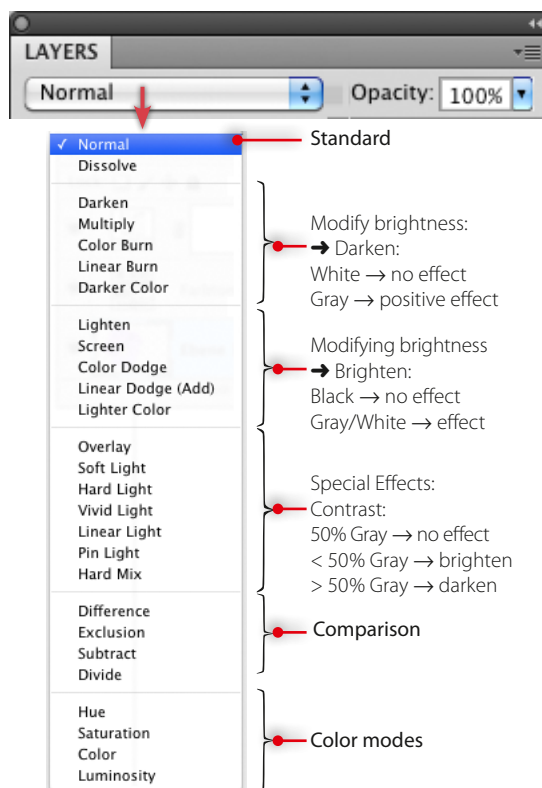 LAYERS
Normal
Opacity: 100%
✓ Normal
Dissolve
Standard
Darken
Multiply
Color Burn
Linear Burn
Darker Color
Modify brightness:
➜ Darken:
White → no effect
Gray → positive effect
Lighten
Screen
Color Dodge
Linear Dodge (Add)
Lighter Color
Modifying brightness
➜ Brighten:
Black → no effect
Gray/White → effect
Overlay
Soft Light
Hard Light
Vivid Light
Linear Light
Pin Light
Hard Mix
Special Effects:
Contrast:
50% Gray → no effect
< 50% Gray → brighten
> 50% Gray → darken
Difference
Exclusion
Subtract
Divide
Comparison
Hue
Saturation
Color
Luminosity
Color modes